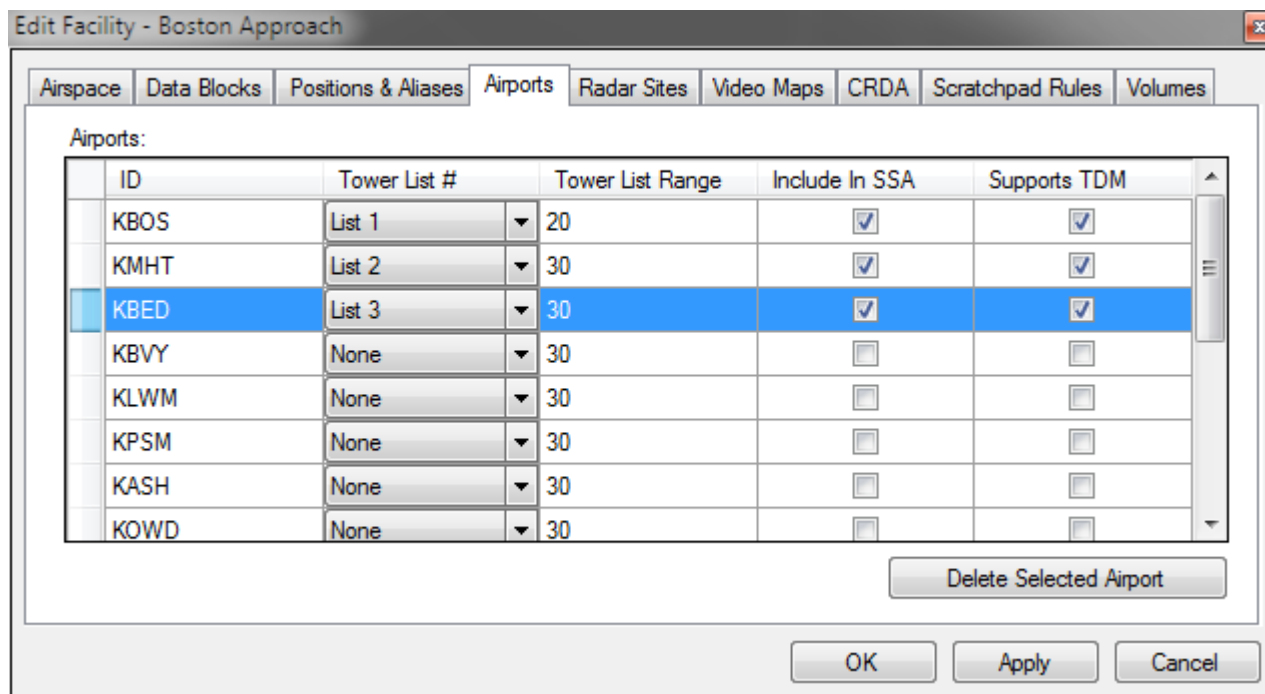 Edit Facility - Boston Approach
Airspace Data Blocks Positions & Aliases Airports Radar Sites Video Maps CRDA Scratchpad Rules Volumes
Airports:
ID Tower List # Tower List Range Include In SSA Supports TDM
KBOS List 1 20
KMHT List 2 30
KBED List 3 30
KBVY None 30
KLWM None 30
KPSM None 30
KASH None 30
KOWD None 30
Delete Selected Airport
OK Apply Cancel